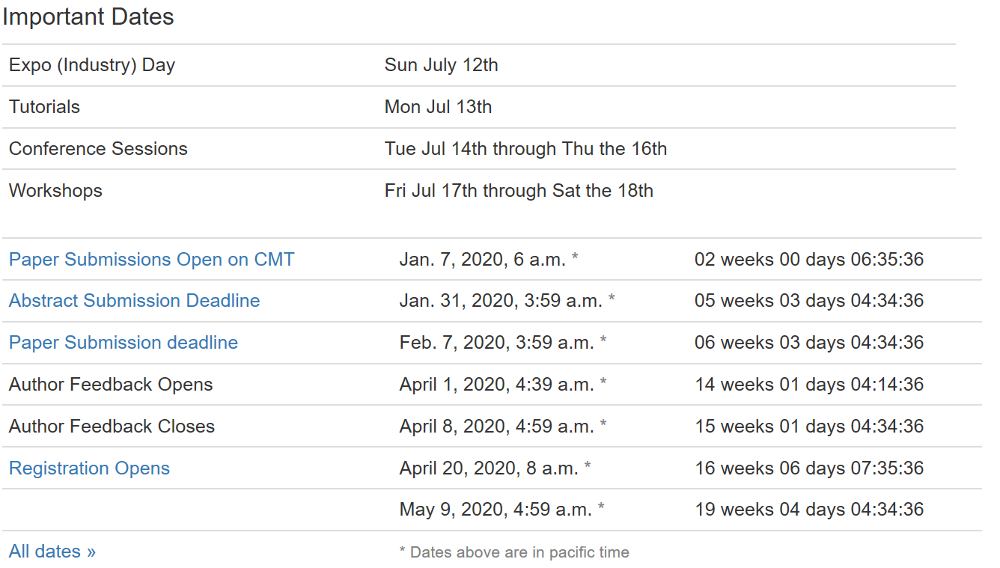 Important Dates
Expo (Industry) Day Sun July 12th
Tutorials Mon Jul 13th
Conference Sessions Tue Jul 14th through Thu the 16th
Workshops Fri Jul 17th through Sat the 18th
Paper Submissions Open on CMT Jan. 7, 2020, 6 a.m. * 02 weeks 00 days 06:35:36
Abstract Submission Deadline Jan. 31, 2020, 3:59 a.m. * 05 weeks 03 days 04:34:36
Paper Submission deadline Feb. 7, 2020, 3:59 a.m. * 06 weeks 03 days 04:34:36
Author Feedback Opens April 1, 2020, 4:39 a.m. * 14 weeks 01 days 04:14:36
Author Feedback Closes April 8, 2020, 4:59 a.m. * 15 weeks 01 days 04:34:36
Registration Opens April 20, 2020, 8 a.m. * 16 weeks 06 days 07:35:36
May 9, 2020, 4:59 a.m. * 19 weeks 04 days 04:34:36
All dates » * Dates above are in pacific time